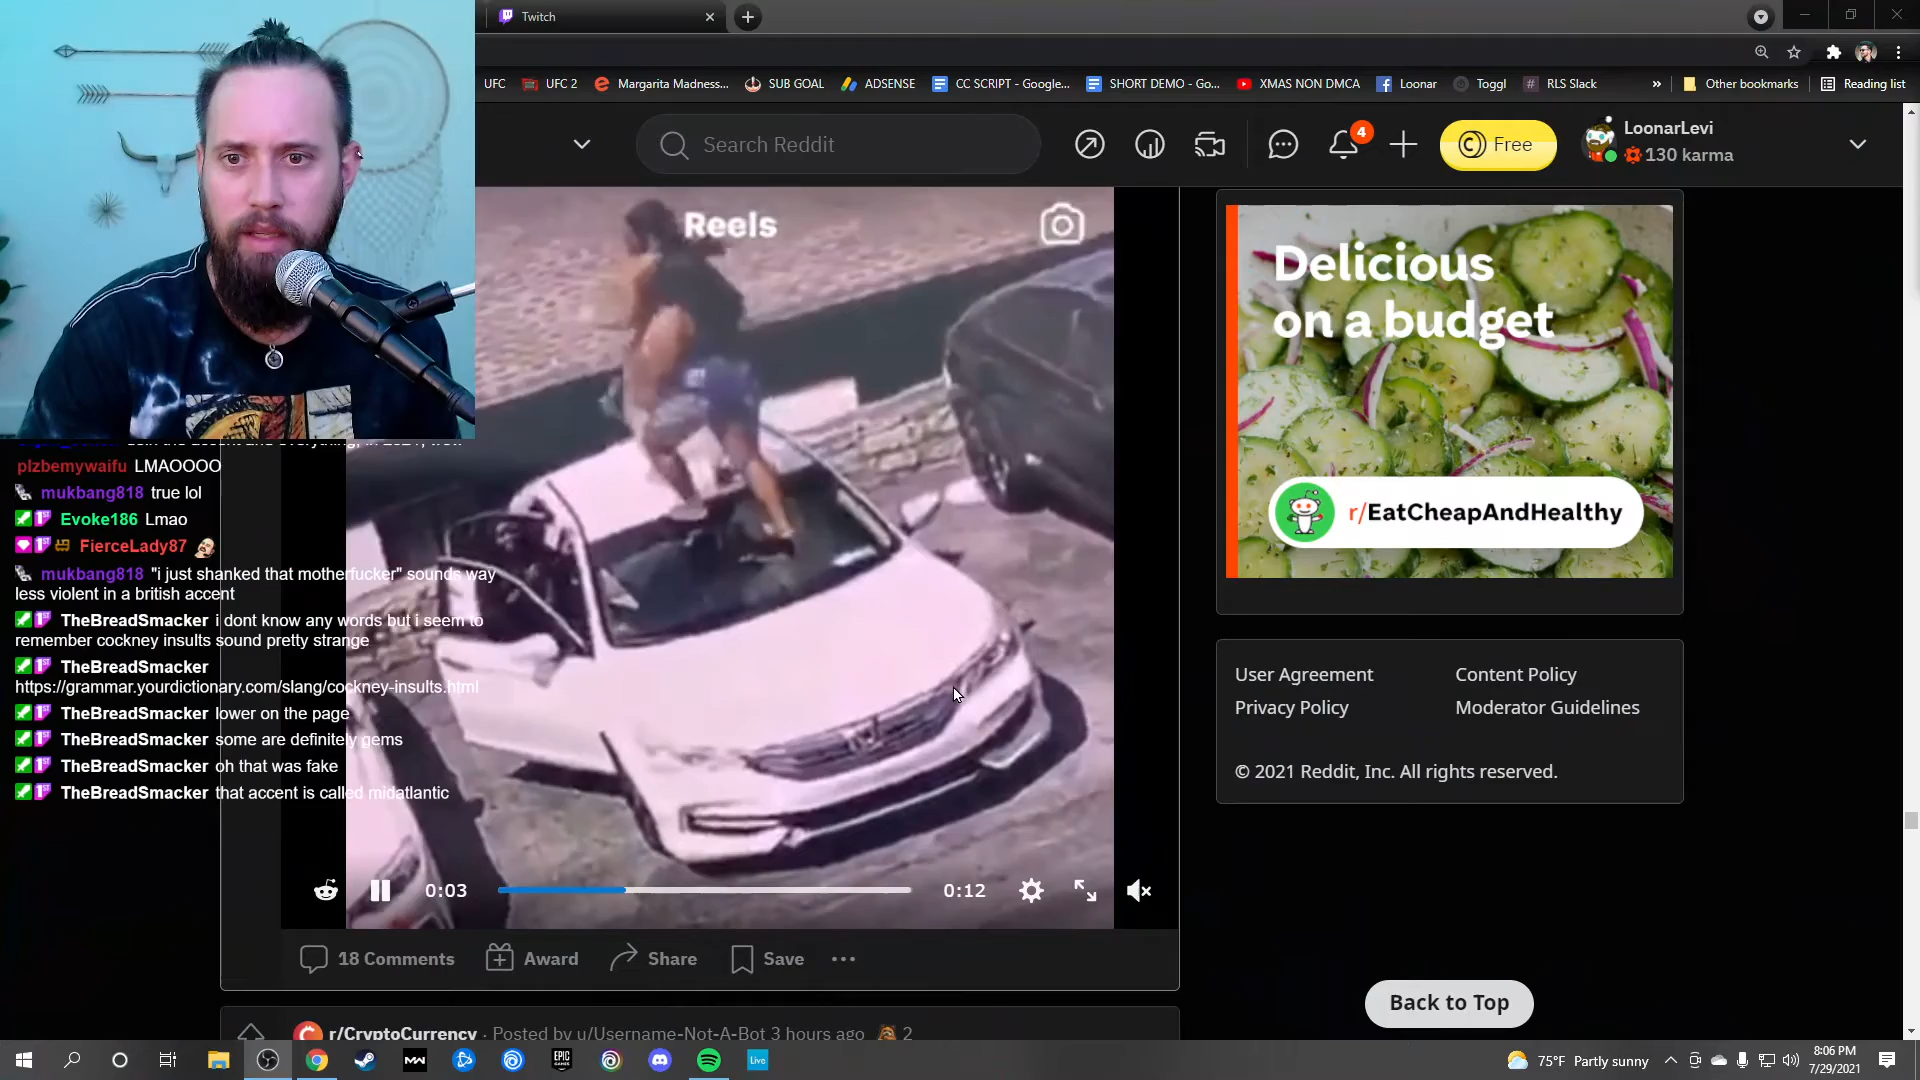 Twitch
UFC
UFC 2
Margarita Madness...
SUB GOAL
ADSENSE
CC SCRIPT - Google...
SHORT DEMO - Go...
XMAS NON DMCA
Loonar
Toggl
RLS Slack
»
Other bookmarks
Reading list
Search Reddit
4
Free
LoonarLevi
130 karma
Reels
Delicious
on a budget
r/EatCheapAndHealthy
plzbemywaifu LMAOOOO
mukbang818 true lol
Evoke186 Lmao
FierceLady87
mukbang818 "i just shanked that motherfucker" sounds way
less violent in a british accent
TheBreadSmacker i dont know any words but i seem to
remember cockney insults sound pretty strange
TheBreadSmacker
https://grammar.yourdictionary.com/slang/cockney-insults.html
TheBreadSmacker lower on the page
TheBreadSmacker some are definitely gems
TheBreadSmacker oh that was fake
TheBreadSmacker that accent is called midatlantic
User Agreement
Content Policy
Privacy Policy
Moderator Guidelines
© 2021 Reddit, Inc. All rights reserved.
0:03
0:12
18 Comments
Award
Share
Save
Back to Top
r/CryptoCurrency · Posted by u/Username-Not-A-Bot 3 hours ago 2
EPIC
GAMES
Live
75°F Partly sunny
8:06 PM
7/29/2021